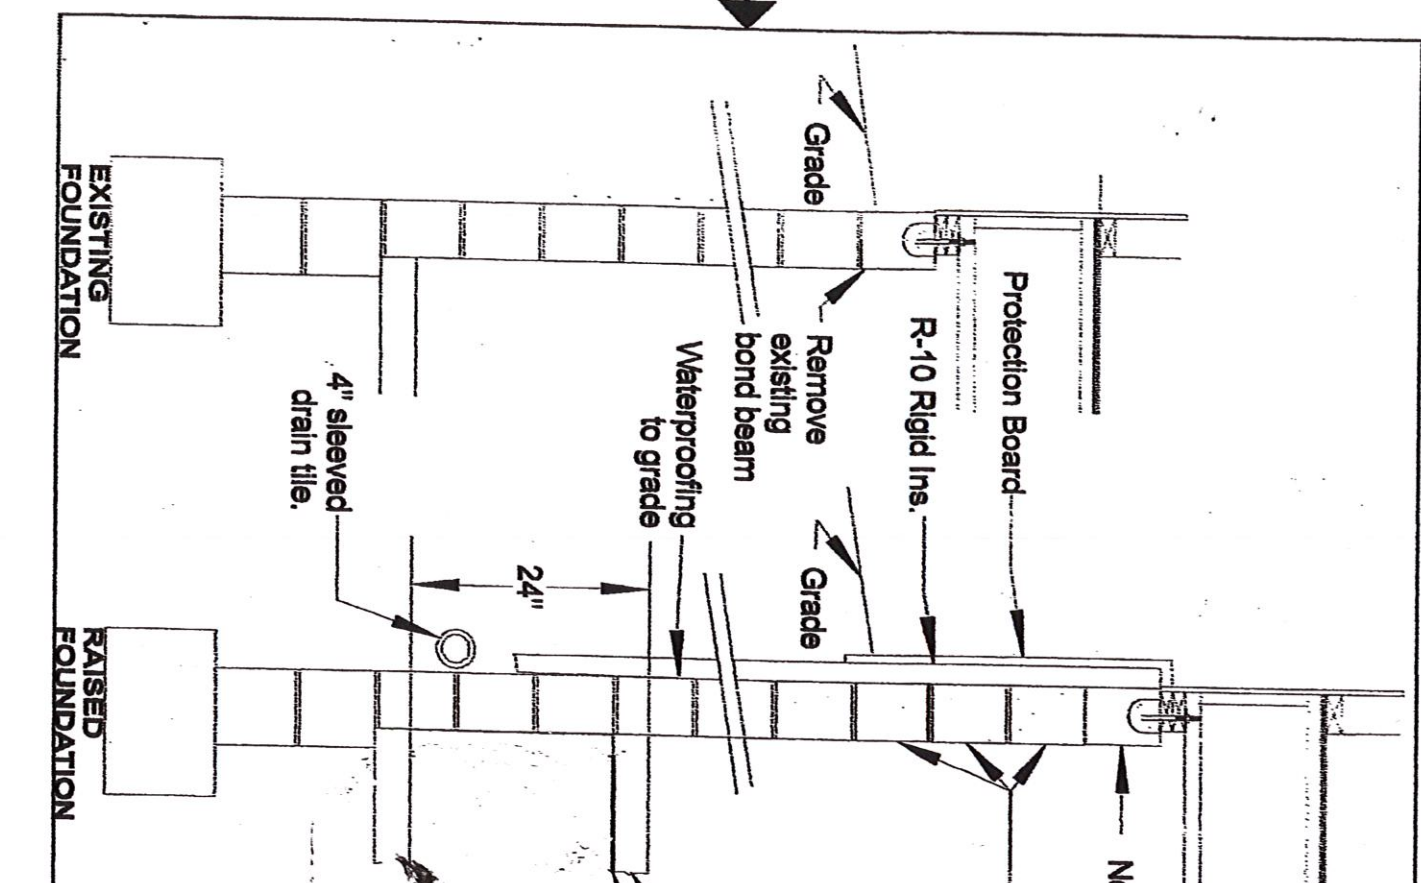 Grade
Remove
existing
bond beam
EXISTING
FOUNDATION
Protection Board
R-10 Rigid Ins.
Waterproofing
to grade
4" sleeved
drain tile.
Grade
24"
RAISED
FOUNDATION